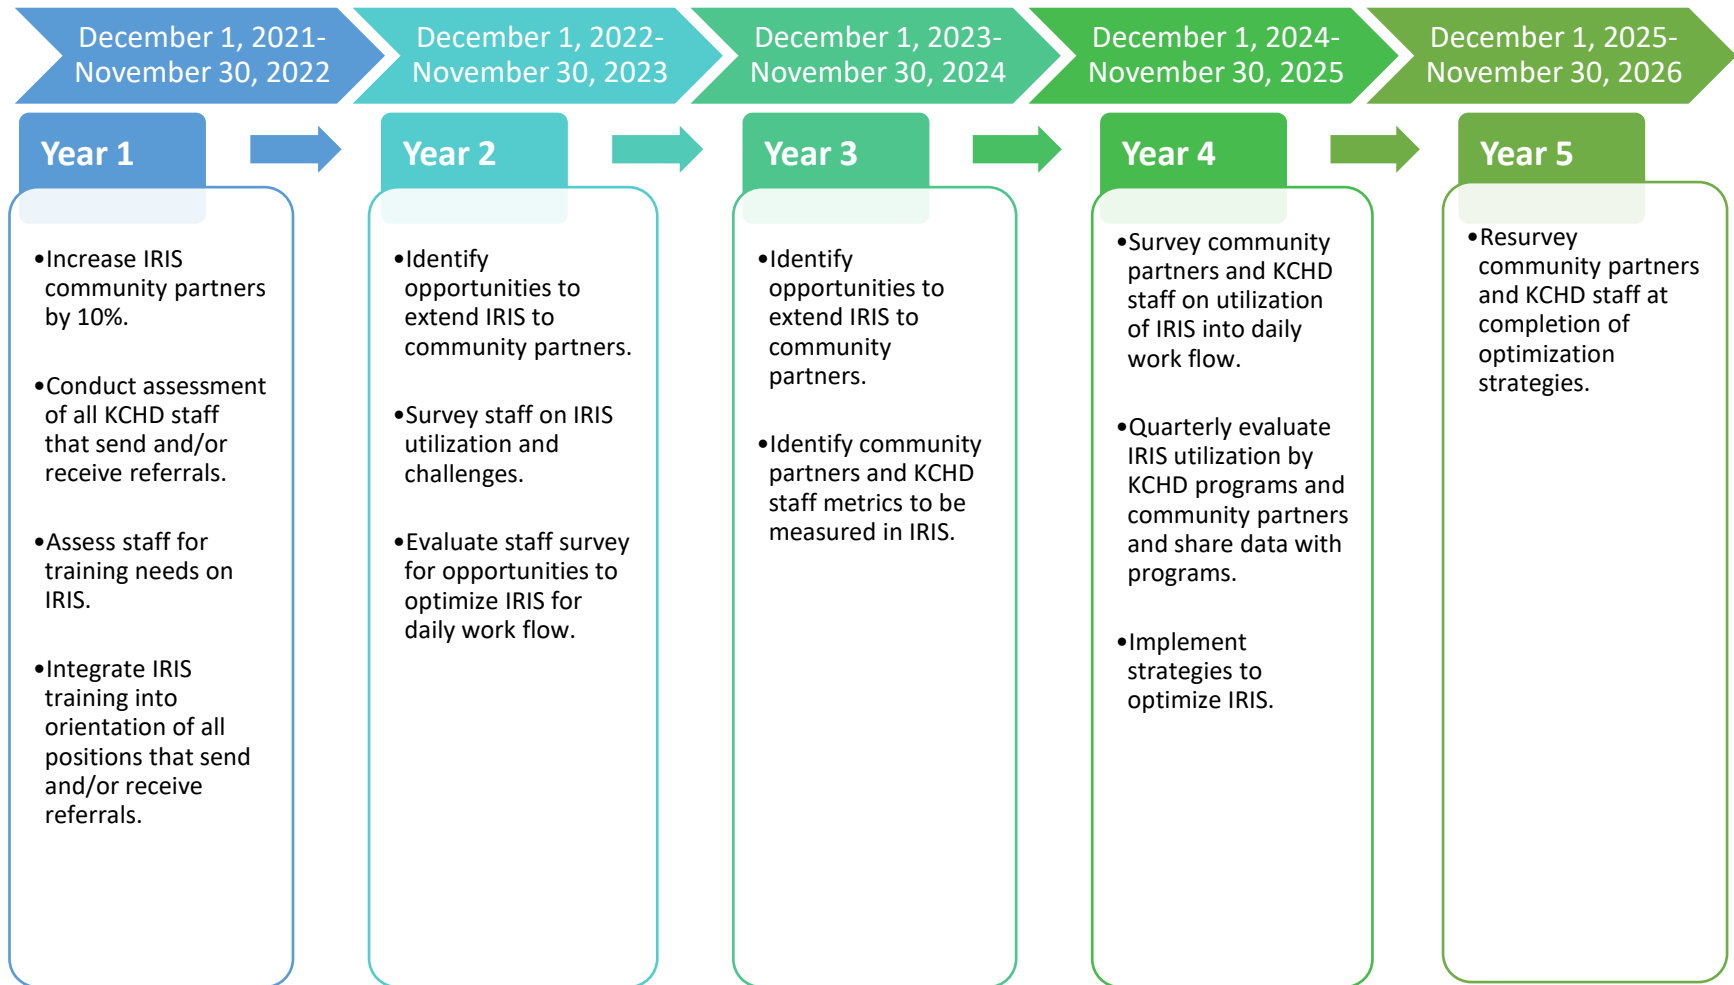 December 1, 2021-
November 30, 2022
December 1, 2022-
November 30, 2023
December 1, 2023-
November 30, 2024
December 1, 2024-
November 30, 2025
December 1, 2025-
November 30, 2026
Year 1
•Increase IRIS
community partners
by 10%.
•Conduct assessment
of all KCHD staff
that send and/or
receive referrals.
•Assess staff for
training needs on
IRIS.
•Integrate IRIS
training into
orientation of all
positions that send
and/or receive
referrals.
Year 2
•Identify
opportunities to
extend IRIS to
community partners.
•Survey staff on IRIS
utilization and
challenges.
•Evaluate staff survey
for opportunities to
optimize IRIS for
daily work flow.
Year 3
•Identify
opportunities to
extend IRIS to
community
partners.
•Identify community
partners and KCHD
staff metrics to be
measured in IRIS.
Year 4
•Survey community
partners and KCHD
staff on utilization
of IRIS into daily
work flow.
•Quarterly evaluate
IRIS utilization by
KCHD programs and
community partners
and share data with
programs.
•Implement
strategies to
optimize IRIS.
Year 5
•Resurvey
community partners
and KCHD staff at
completion of
optimization
strategies.